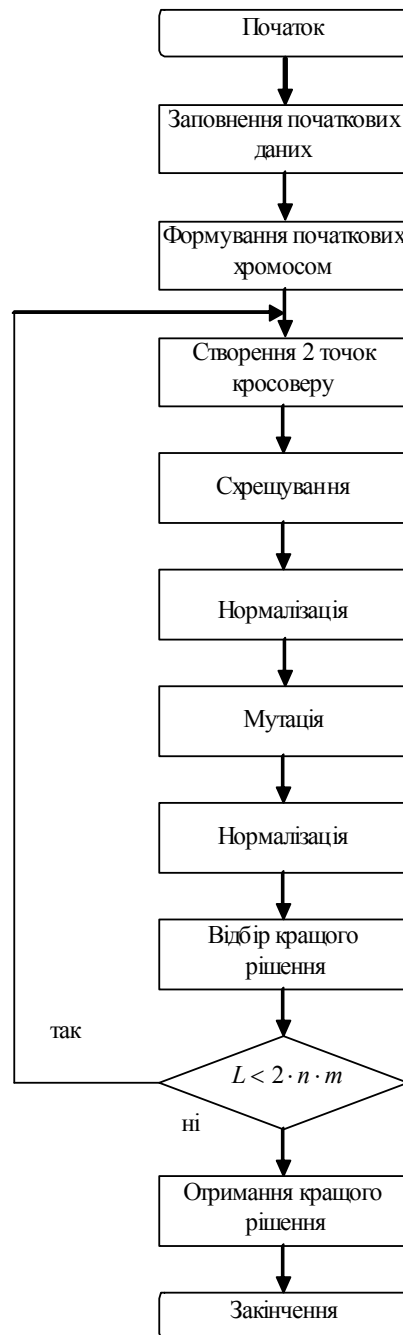 Початок
Заповнення початкових
даних
Формування початкових
хромосом
Створення 2 точок
кросоверу
Схрещування
Нормалізація
Мутація
Нормалізація
Відбір кращого
рішення
так
L < 2 · n · m
ні
Отримання кращого
рішення
Закінчення